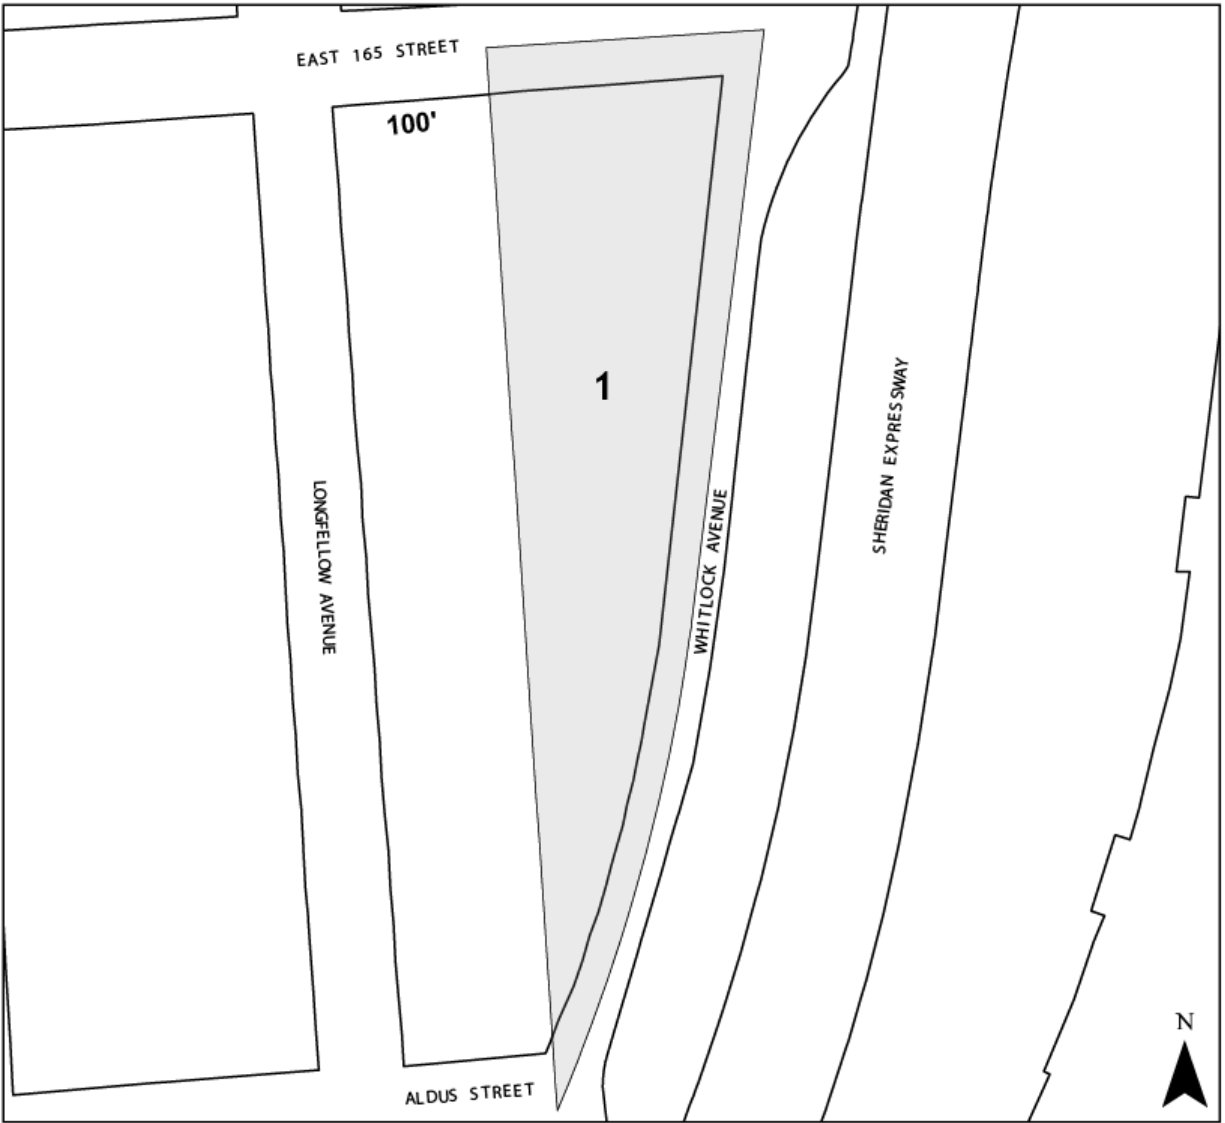 EAST 165 STREET
100'
1
LONGFELLOW AVENUE
WHITLOCK AVENUE
SHERIDAN EXPRESSWAY
ALDUS STREET
N